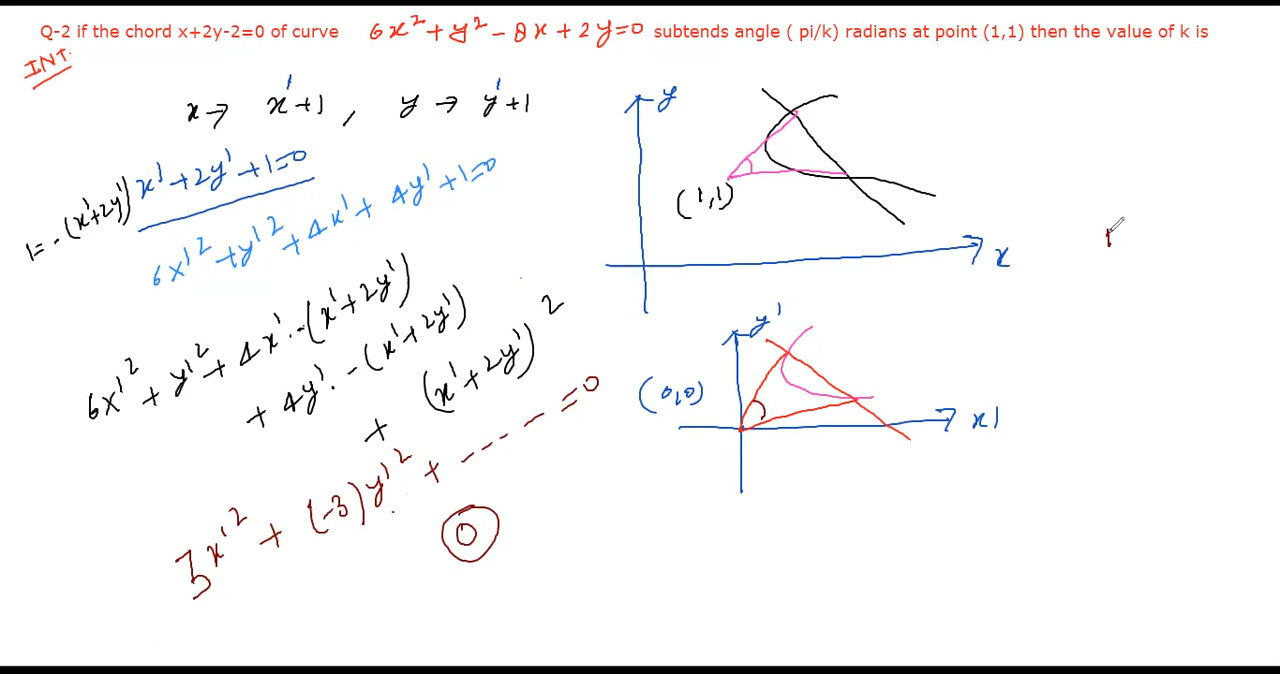 Q-2 if the chord x+2y-2=0 of curve 6x² + y² - 8x + 2y = 0 subtends angle ( pi/k) radians at point (1,1) then the value of k is
INT.
x → x' + 1 , y → y' + 1
x' + 2y' + 1 = 0
1 = -(x' + 2y')
6x'² + y'² + 4x' + 4y' + 1 = 0
6x'² + y'² + 4x' · -(x' + 2y')
+ 4y' · -(x' + 2y')
+ (x' + 2y')²
3x'² + (-3)y'² + ----- = 0
0
y
(1,1)
x
y'
(0,0)
x'